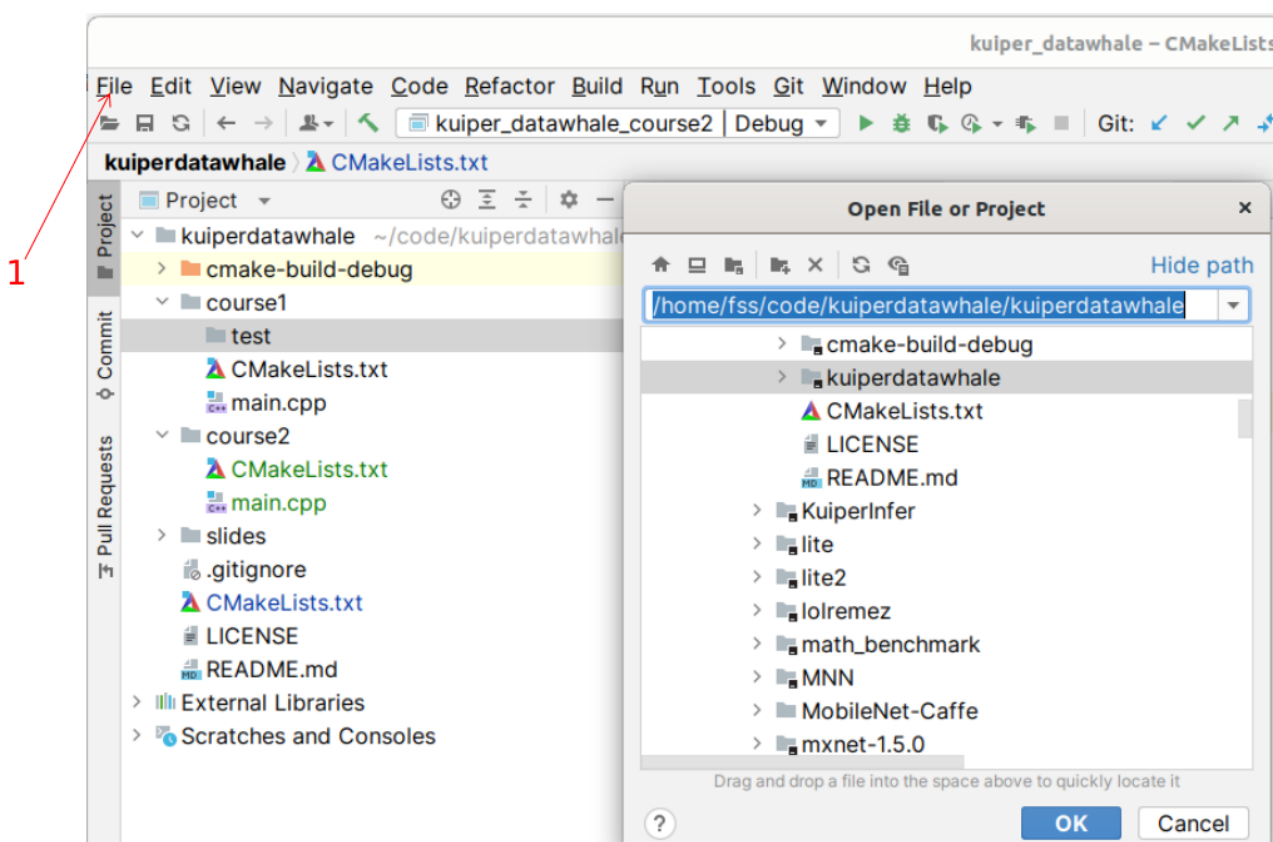 kuiper_datawhale – CMakeLists
File Edit View Navigate Code Refactor Build Run Tools Git Window Help
kuiper_datawhale_course2 | Debug Git:
kuiperdatawhale CMakeLists.txt
1
Project
Commit
Pull Requests
Project
kuiperdatawhale ~/code/kuiperdatawhale
cmake-build-debug
course1
test
CMakeLists.txt
main.cpp
course2
CMakeLists.txt
main.cpp
slides
.gitignore
CMakeLists.txt
LICENSE
README.md
External Libraries
Scratches and Consoles
Open File or Project
Hide path
/home/fss/code/kuiperdatawhale/kuiperdatawhale
cmake-build-debug
kuiperdatawhale
CMakeLists.txt
LICENSE
README.md
KuiperInfer
lite
lite2
lolremez
math_benchmark
MNN
MobileNet-Caffe
mxnet-1.5.0
Drag and drop a file into the space above to quickly locate it
? OK Cancel